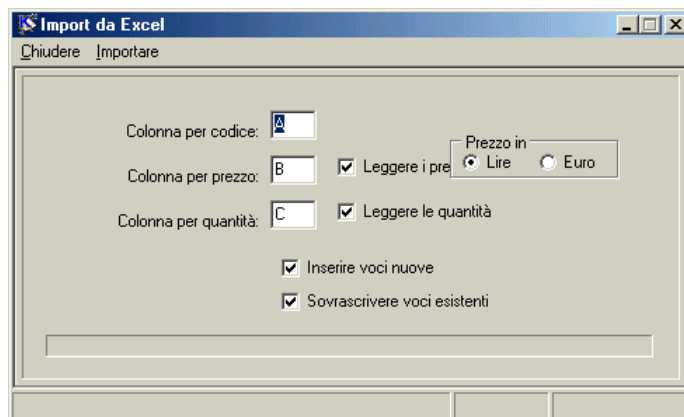 Import da Excel
Chiudere Importare
Colonna per codice: A
Prezzo in
Colonna per prezzo: B Leggere i pre Lire Euro
Colonna per quantità: C Leggere le quantità
Inserire voci nuove
Sovrascrivere voci esistenti